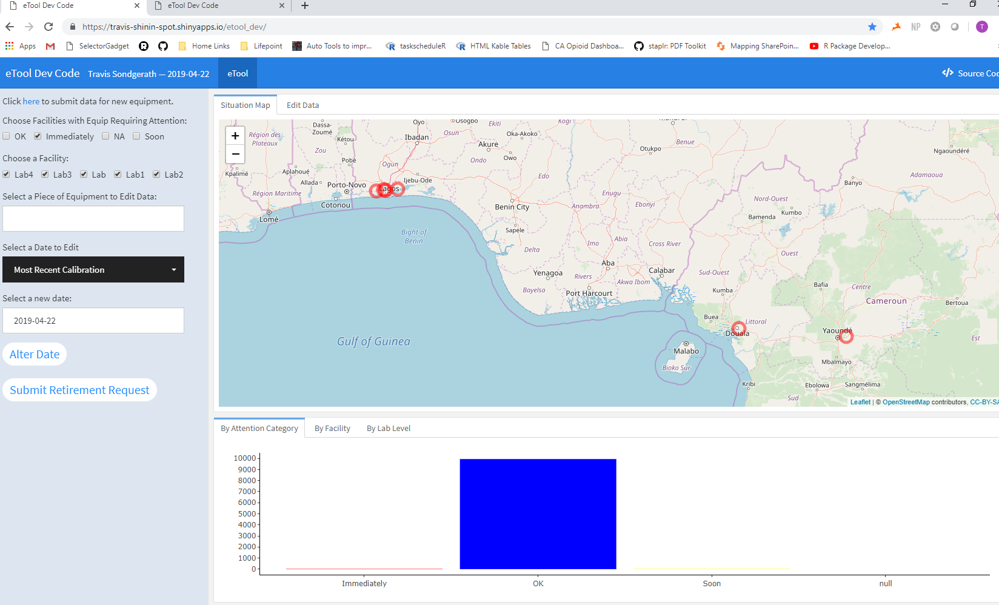 eTool Dev Code
eTool Dev Code
https://travis-shinin-spot.shinyapps.io/etool_dev/
NP
T
Apps
SelectorGadget
Home Links
Lifepoint
Auto Tools to impr...
taskscheduleR
HTML Kable Tables
CA Opioid Dashboa...
staplr: PDF Toolkit
Mapping SharePoin...
R Package Develop...
eTool Dev Code
Travis Sondgerath — 2019-04-22
eTool
</> Source Coc
Click here to submit data for new equipment.
Choose Facilities with Equip Requiring Attention:
OK Immediately NA Soon
Choose a Facility:
Lab4 Lab3 Lab Lab1 Lab2
Select a Piece of Equipment to Edit Data:
Select a Date to Edit
Most Recent Calibration
Select a new date:
2019-04-22
Alter Date
Submit Retirement Request
Situation Map
Edit Data
+
−
Dassa-
Zoumé
Oyo
Osogbo
Ekiti
Kogi
Région des
Plateaux
Kétou
Ibadan
Osun
Oka-Akoko
Akure
Benue
Zou
Otukpo
Ngaoundéré
Pobè
Ogun
Ondo
Owo
Kpalimé
Aplahoué
Allada
Porto-Novo
Ijebu-Ode
Edo
Adamaoua
Banyo
Région Maritime
Lagos
Enugu
Nord-Ouest
Cotonou
Benin City
Anambra
Ebonyi
Kumbo
Bamenda
Lomé
Bight of
Benin
Sapele
Abia
Delta
Imo
Cross River
Ouest
Aba
Calabar
Yenagoa
Rivers
Sud-Ouest
Akwa Ibom
Bafia
Centre
Bayelsa
Port Harcourt
Kumba
Cameroun
Bertoua
Buea
Littoral
Douala
Yaoundé
Est
Gulf of Guinea
Malabo
Mbalmayo
Bioko Sur
Kribi
Ebolowa
Sangmélima
Sud
Leaflet | © OpenStreetMap contributors, CC-BY-SA
By Attention Category
By Facility
By Lab Level
10000
9000
8000
7000
6000
5000
4000
3000
2000
1000
0
Immediately
OK
Soon
null